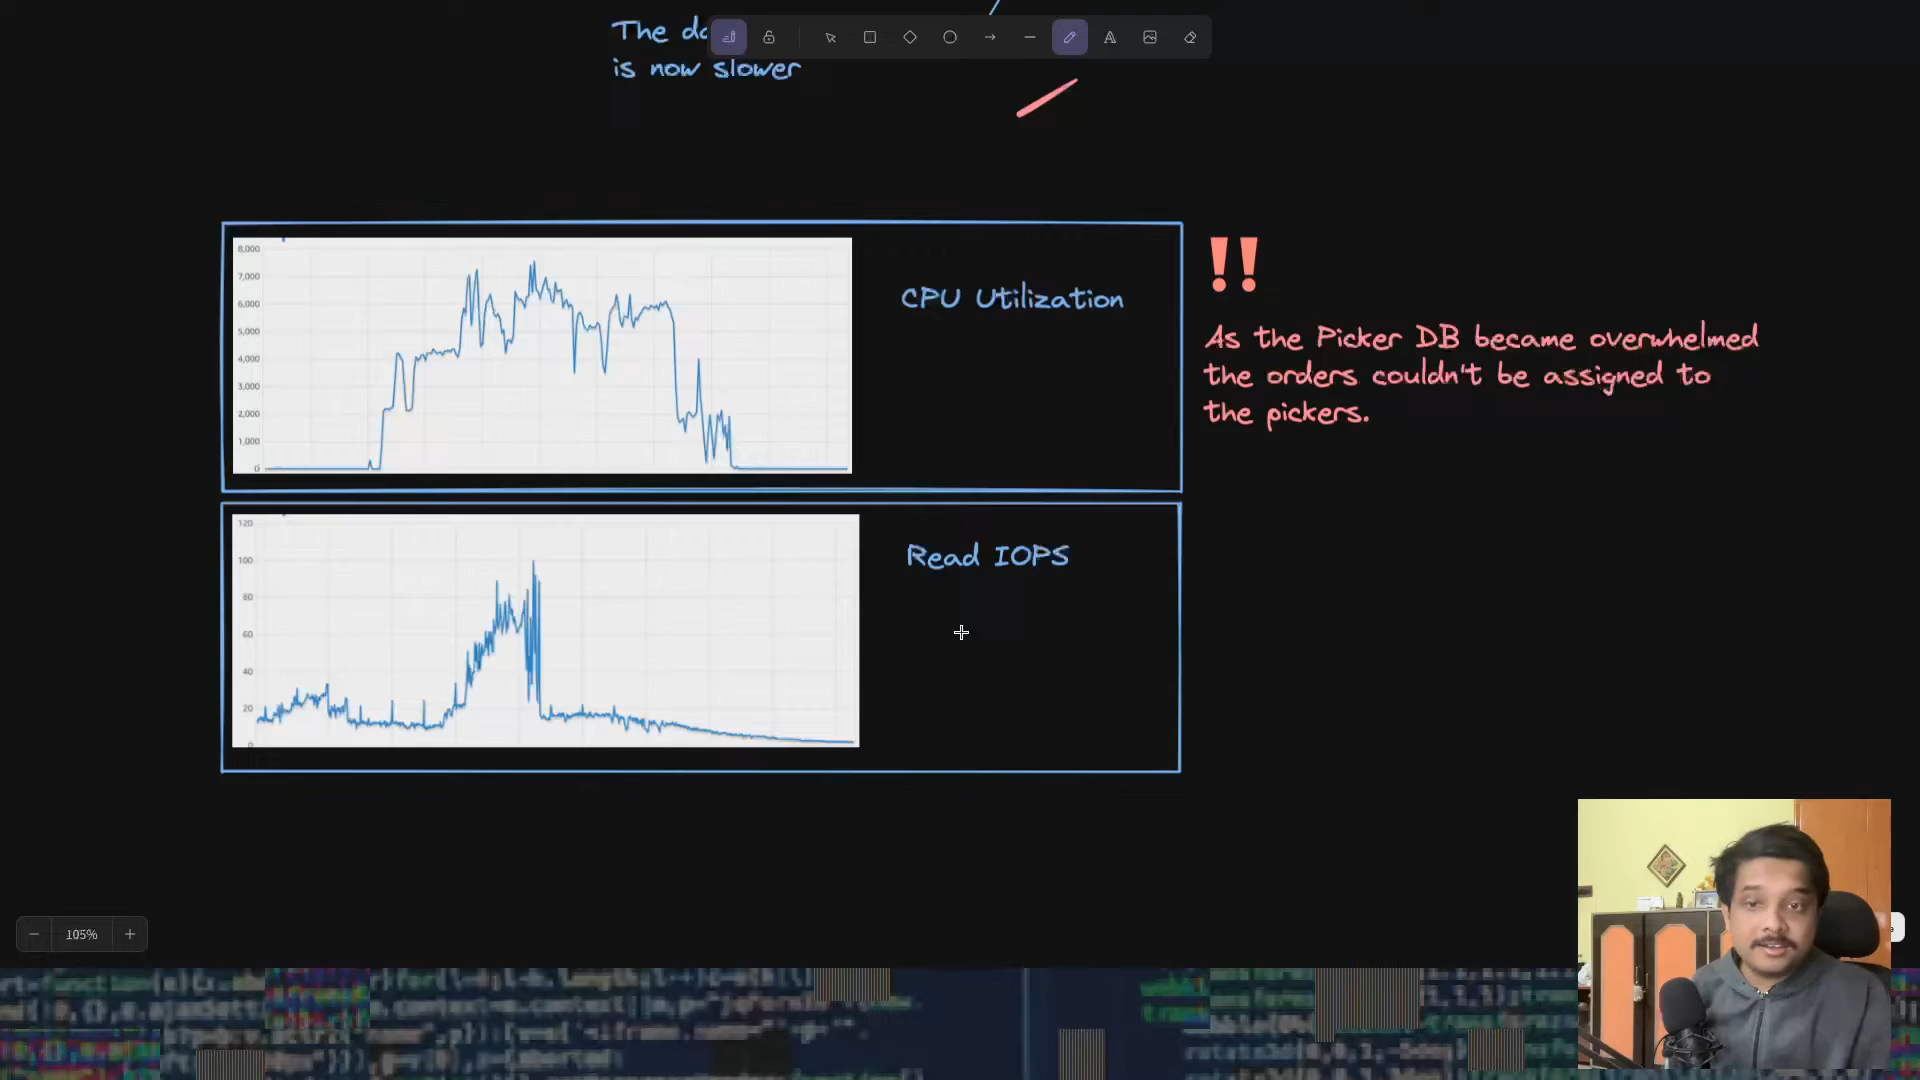 The
is now slower
8,000
7,000
6,000
5,000
4,000
3,000
2,000
1,000
0
CPU Utilization
!!
As the Picker DB became overwhelmed
the orders couldn't be assigned to
the pickers.
120
100
80
60
40
20
0
Read IOPS
105%